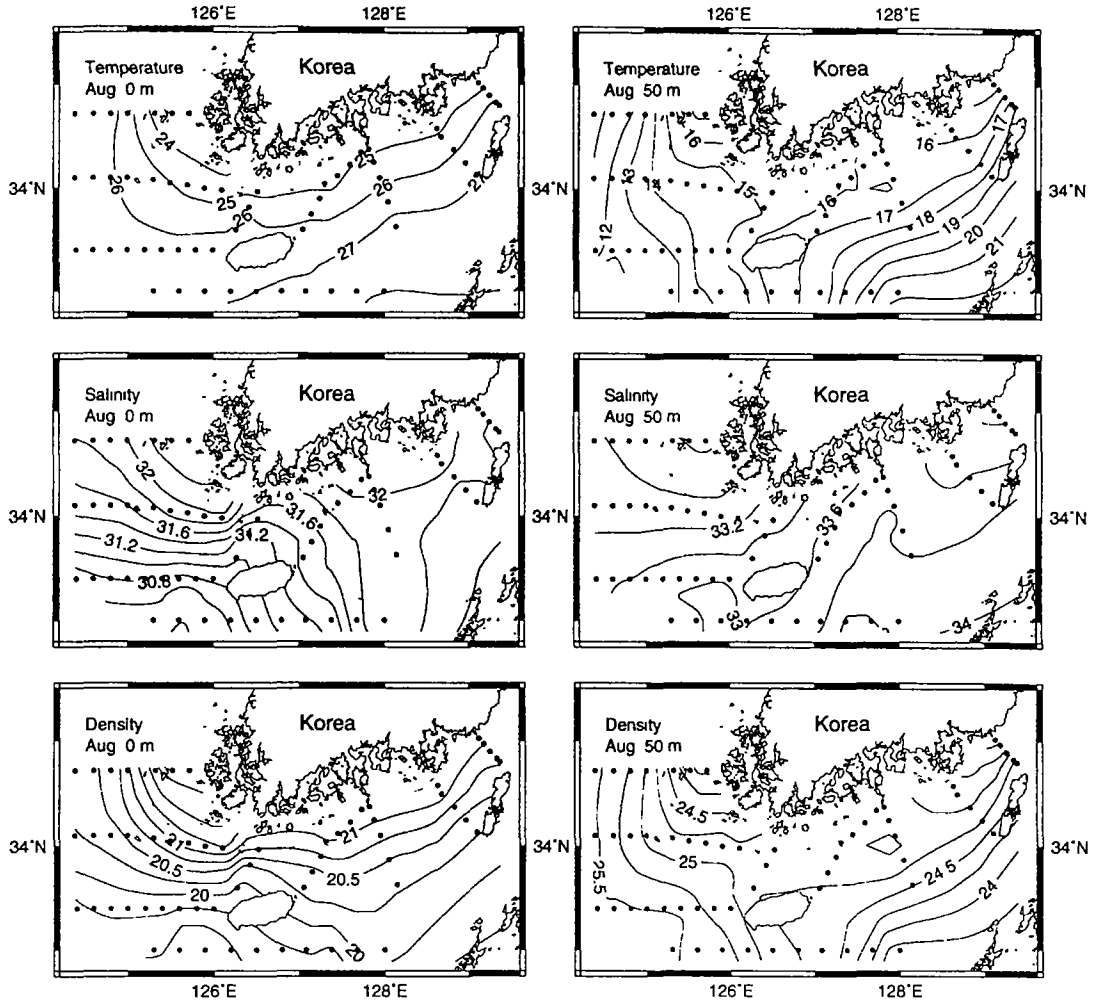 126°E 128°E 126°E 128°E
Temperature
Aug 0 m
Korea
24
25
25
26
26
26
27
27
34°N
Temperature
Aug 50 m
Korea
16
13
14
15
12
16
16
17
17
18
19
20
21
34°N
34°N
Salinity
Aug 0 m
Korea
32
32
31.6
31.6
31.2
31.2
30.8
34°N
Salinity
Aug 50 m
Korea
33.2
33.6
33
34
34°N
Density
Aug 0 m
Korea
21
21
20.5
20.5
20
20
34°N
Density
Aug 50 m
Korea
24.5
25
25.5
24.5
24
34°N
34°N
126°E 128°E 126°E 128°E